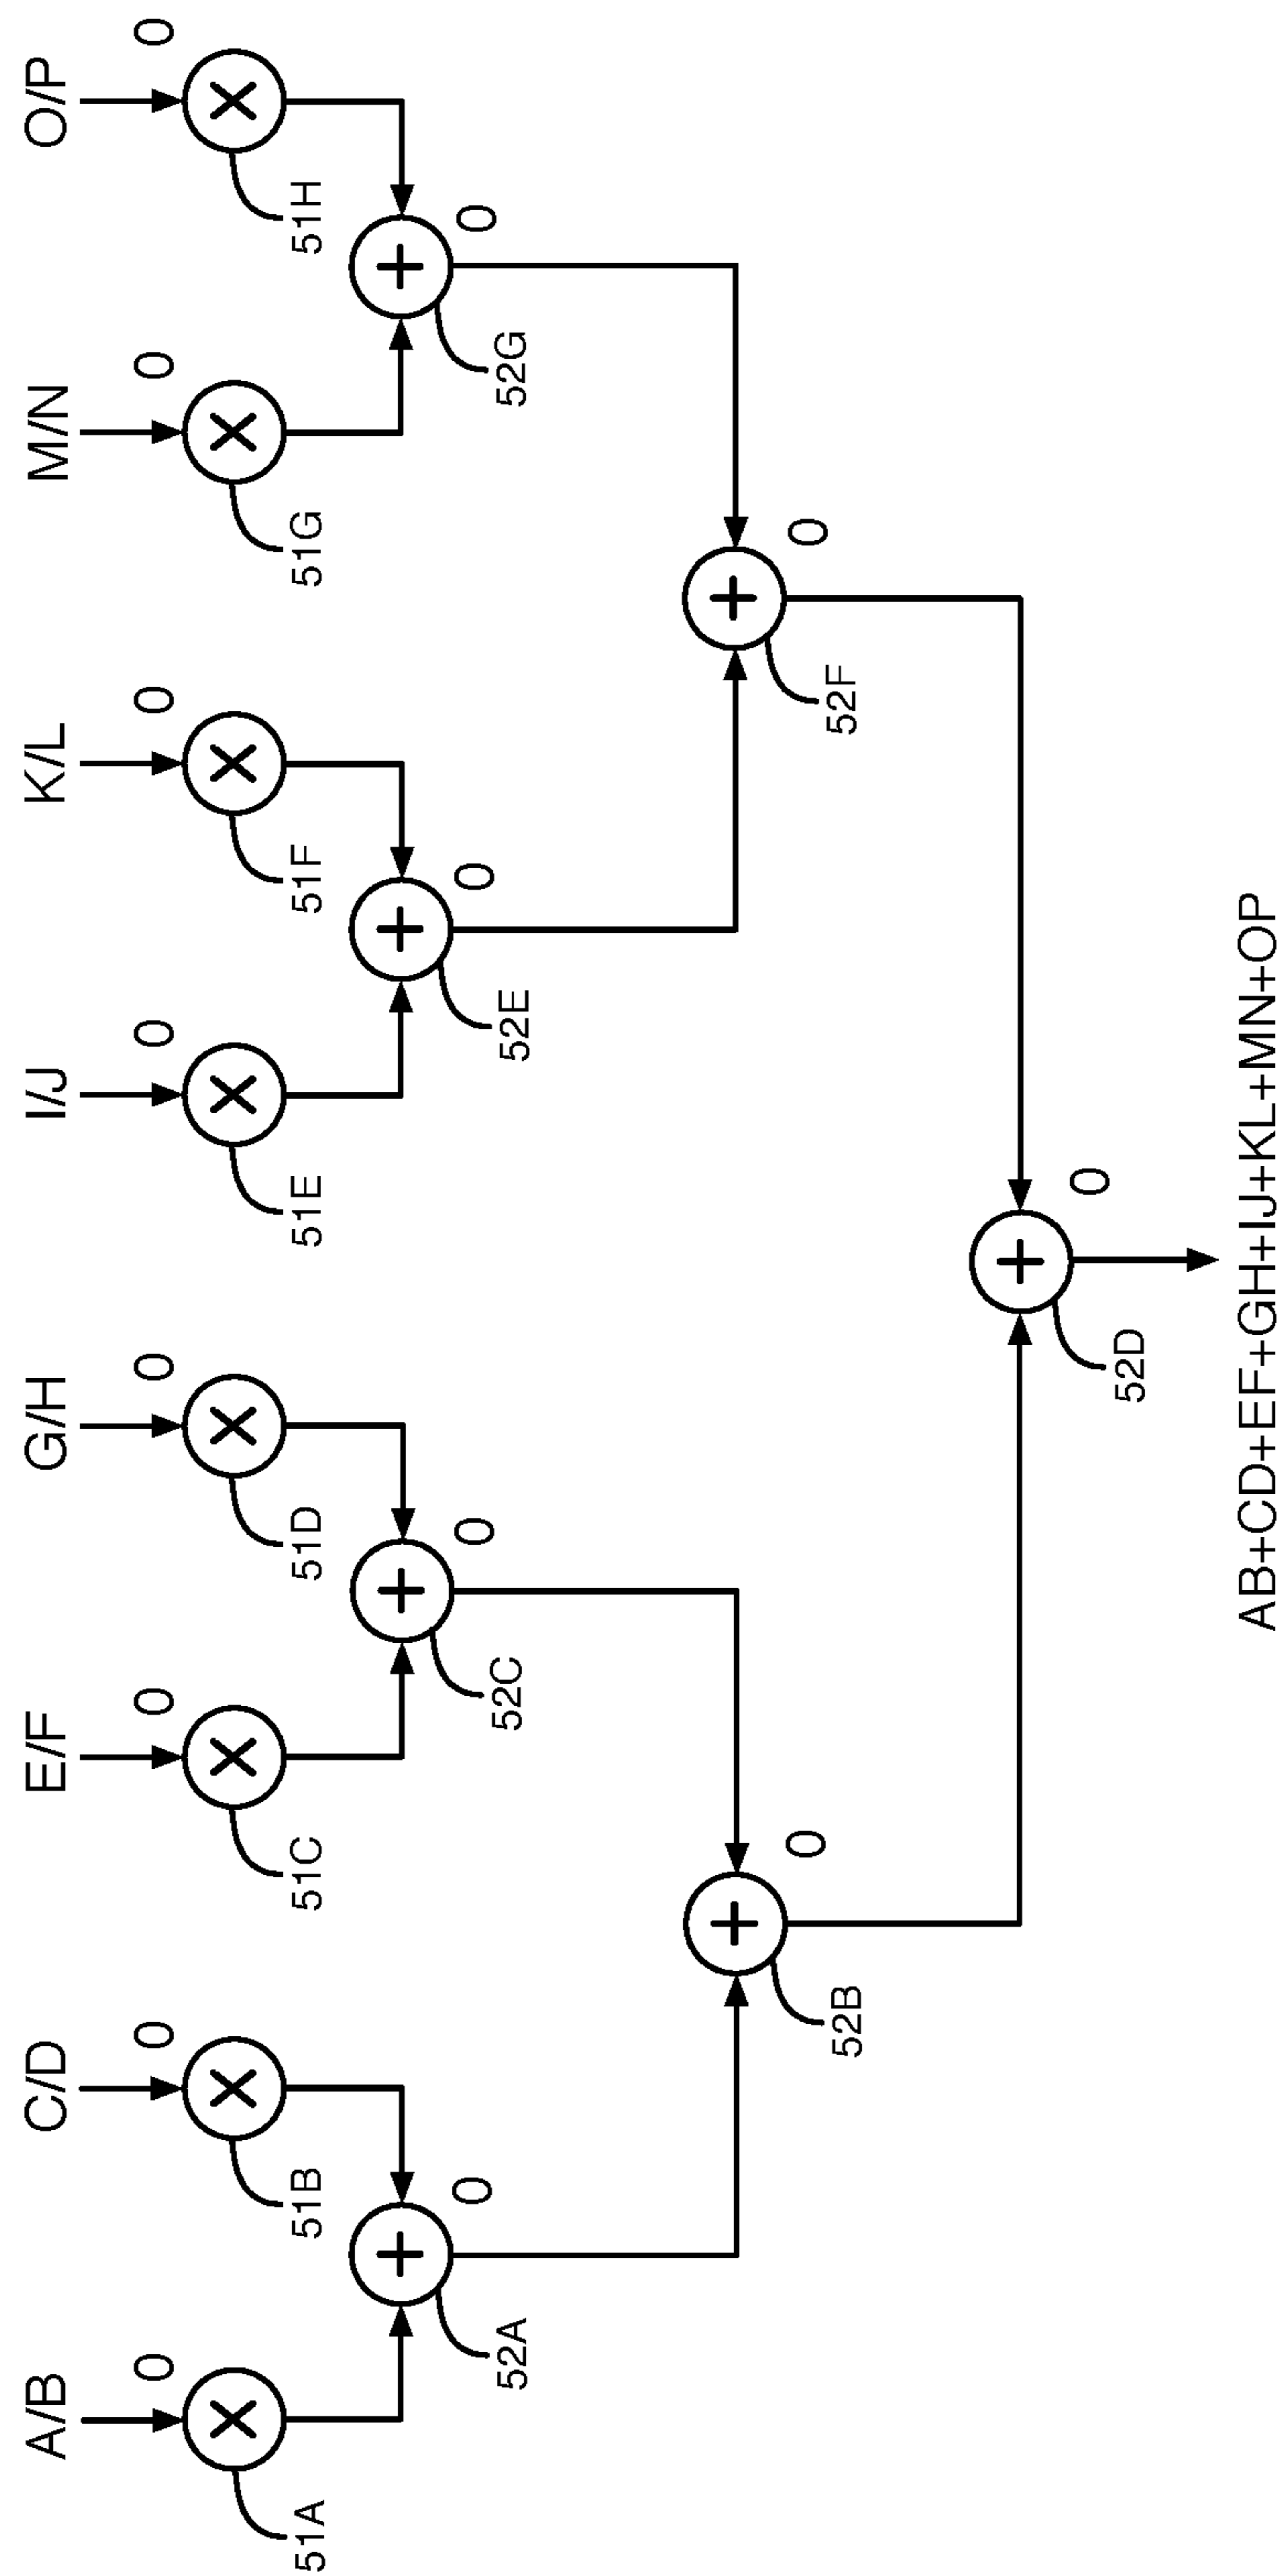 A/B C/D E/F G/H I/J K/L M/N O/P
0 0 0 0 0 0 0 0
51A 51B 51C 51D 51E 51F 51G 51H
0 0 0 0
52A 52C 52E 52G
0 0
52B 52F
0
52D
AB+CD+EF+GH+IJ+KL+MN+OP